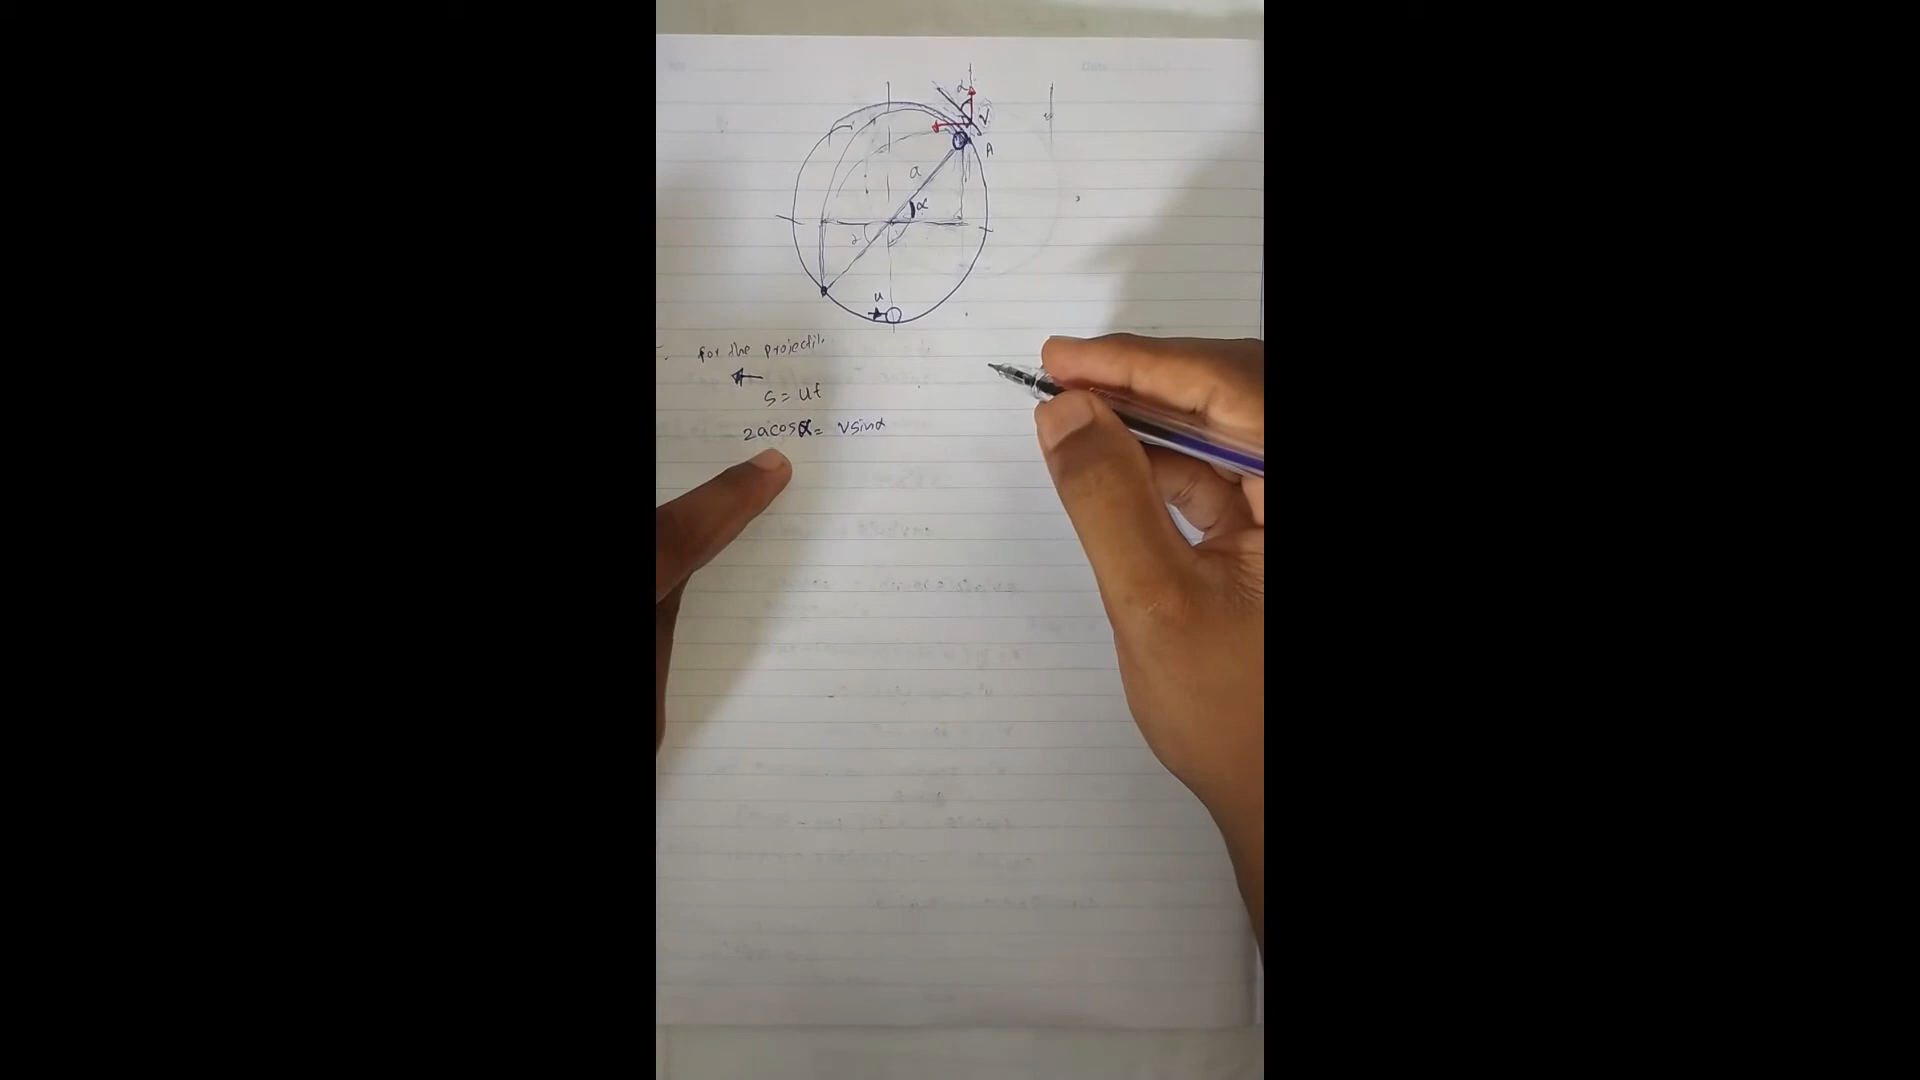 α
V
A
a
α
α
u
for the projectile
s = ut
2acosα = vsinα